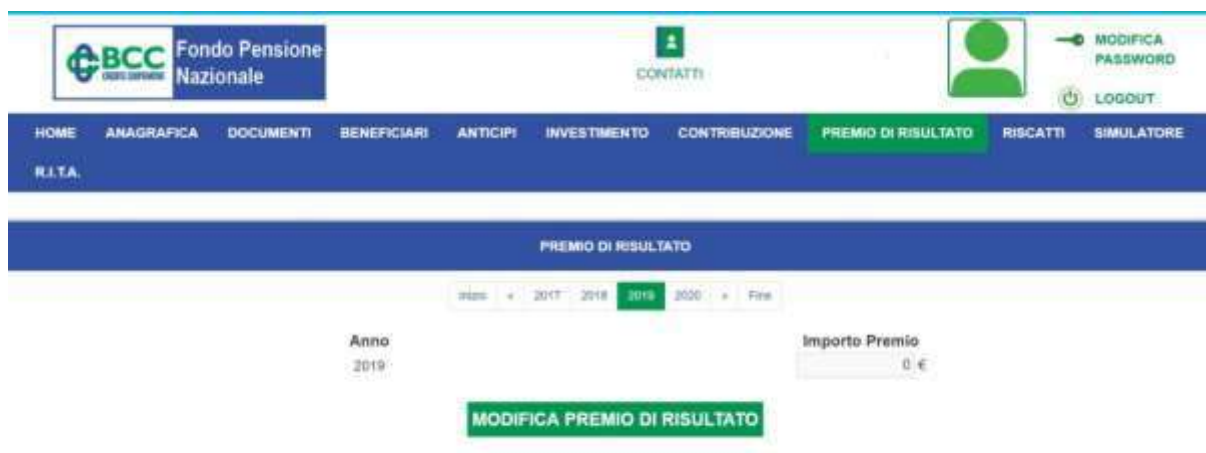 BCC Fondo Pensione
CREDITO COOPERATIVO Nazionale
CONTATTI
MODIFICA
PASSWORD
LOGOUT
HOME ANAGRAFICA DOCUMENTI BENEFICIARI ANTICIPI INVESTIMENTO CONTRIBUZIONE PREMIO DI RISULTATO RISCATTI SIMULATORE
R.I.T.A.
PREMIO DI RISULTATO
Inizio « 2017 2018 2019 2020 » Fine
Anno Importo Premio
2019 0 €
MODIFICA PREMIO DI RISULTATO